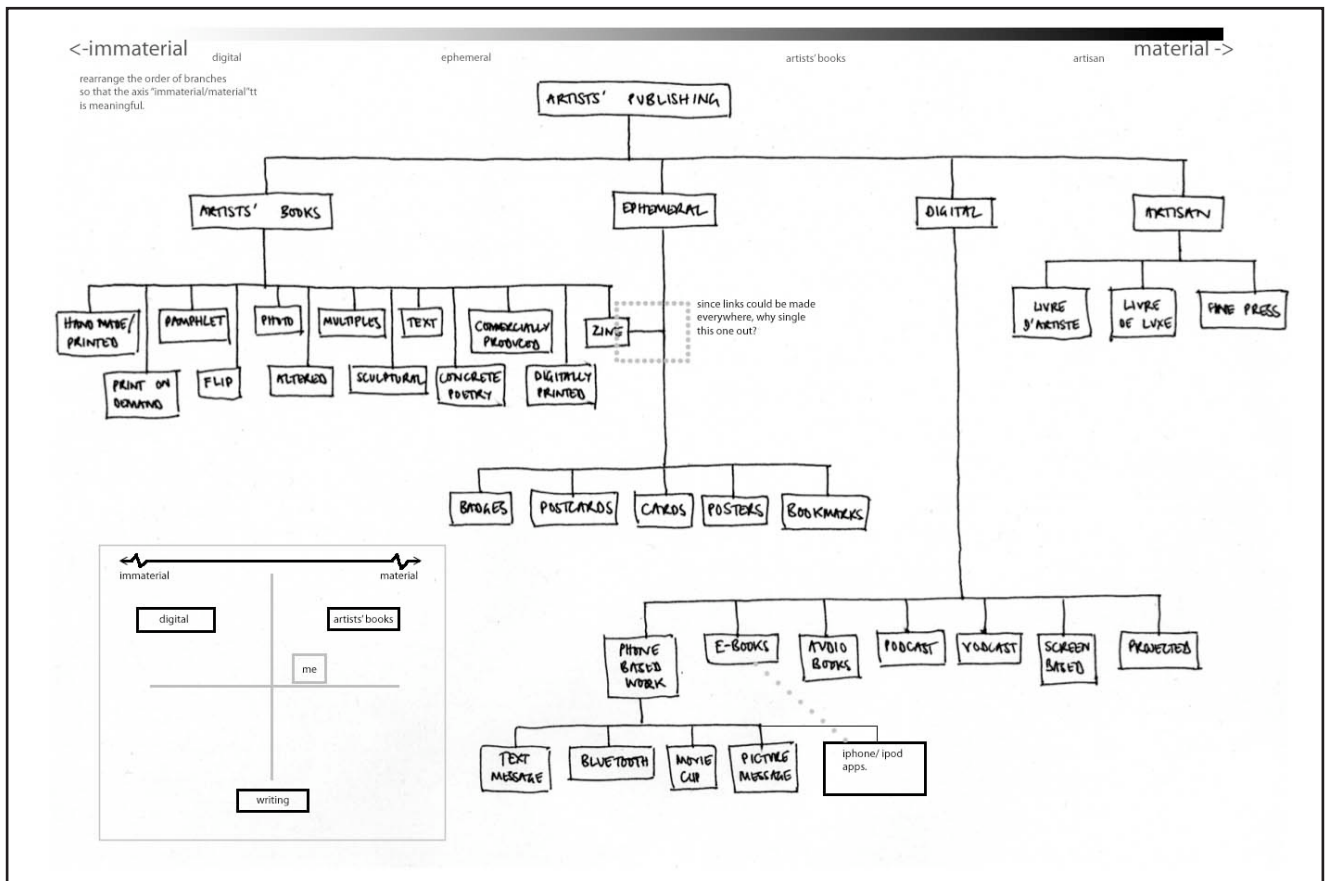 <-immaterial
material ->
digital
ephemeral
artists' books
artisan
rearrange the order of branches
so that the axis "immaterial/material"tt
is meaningful.
ARTISTS' PUBLISHING
ARTISTS' BOOKS
EPHEMERAL
DIGITAL
ARTISAN
HAND MADE/
PRINTED
PAMPHLET
PHOTO
MULTIPLES
TEXT
COMERCIALLY
PRODUCED
ZINE
PRINT ON
DEMAND
FLIP
ALTERED
SCULPTURAL
CONCRETE
POETRY
DIGITALLY
PRINTED
since links could be made
everywhere, why single
this one out?
LIVRE
D'ARTISTE
LIVRE
DE LUXE
FINE PRESS
BADGES
POSTCARDS
CARDS
POSTERS
BOOKMARKS
PHONE
BASED
WORK
E-BOOKS
AUDIO
BOOKS
PODCAST
VODCAST
SCREEN
BASED
PROJECTED
TEXT
MESSAGE
BLUETOOTH
MOVIE
CLIP
PICTURE
MESSAGE
iphone/ ipod
apps.
immaterial
material
digital
artists' books
me
writing